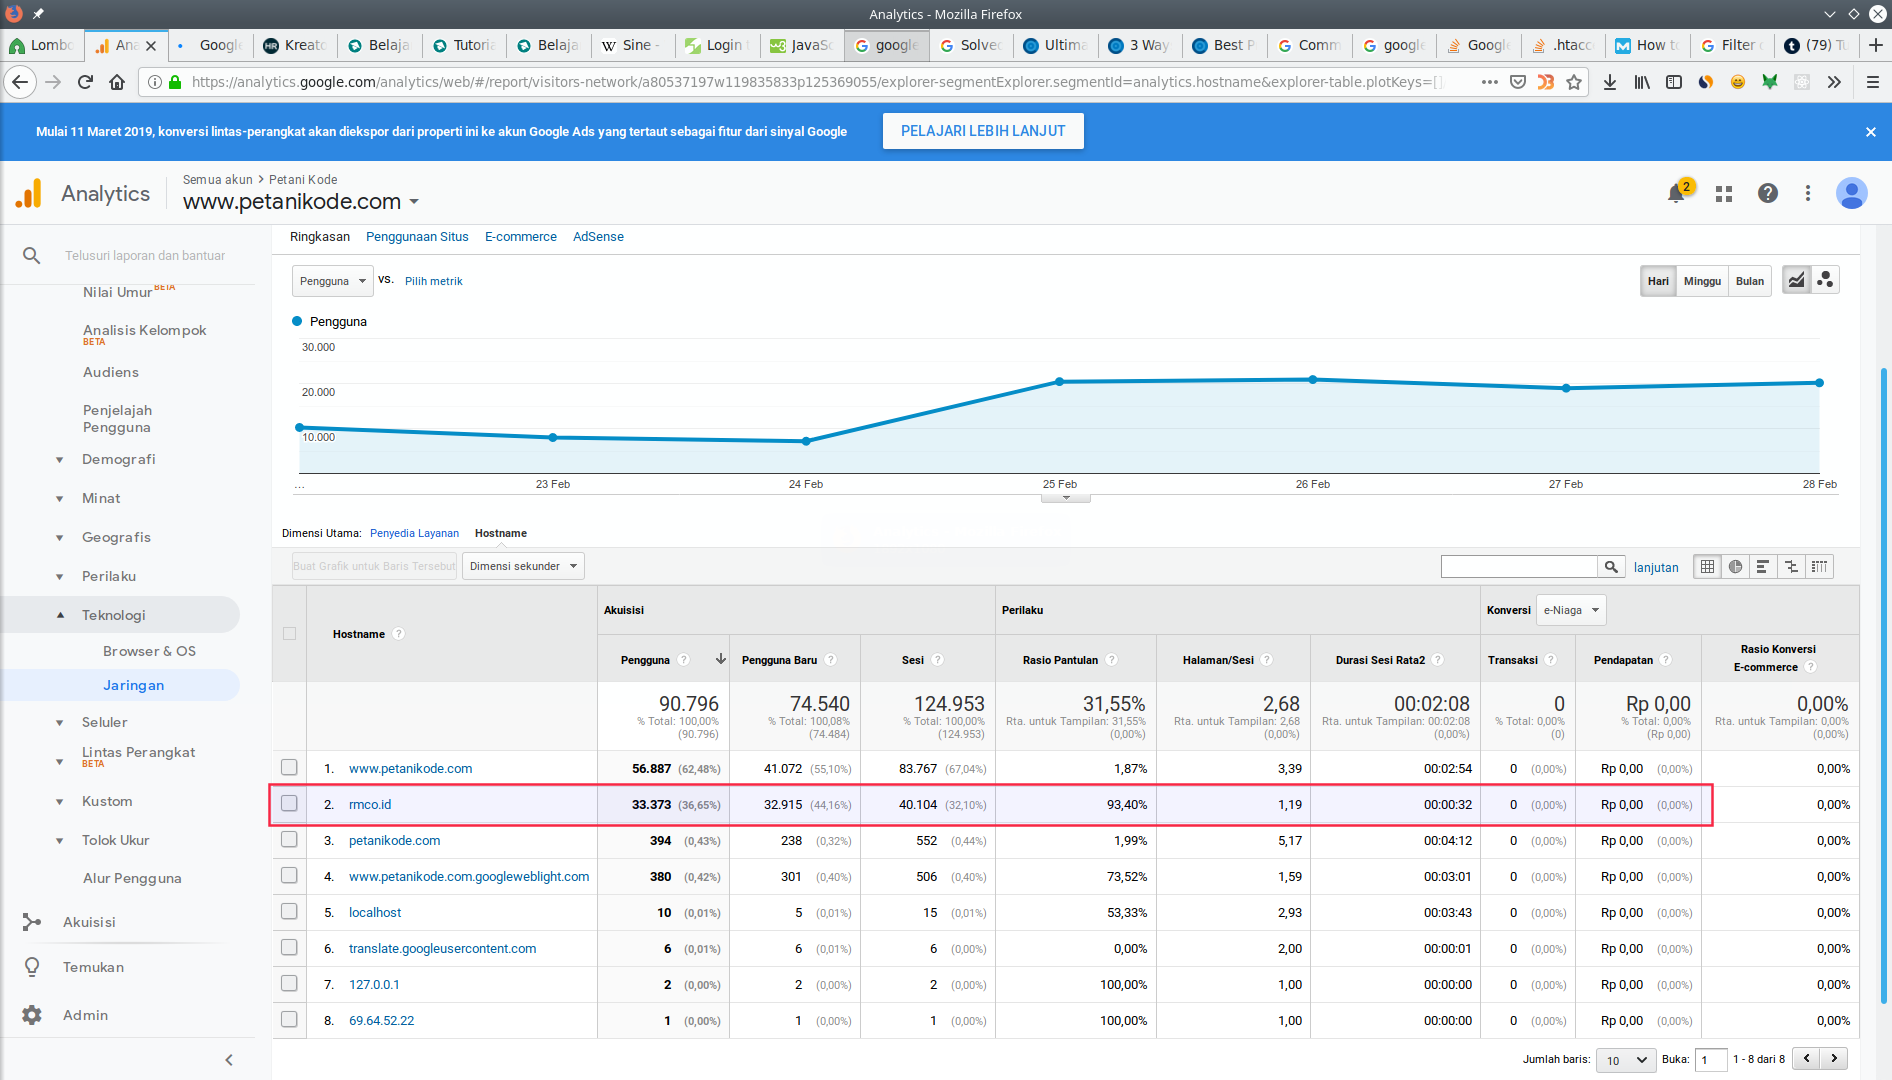 Analytics - Mozilla Firefox
Lombo
Ana
Google
Kreato
Belaja
Tutoria
Belaja
Sine -
Login
JavaSc
google
Solved
Ultima
3 Way
Best P
Comm
google
Google
.htacc
How to
Filter
(79) Tu
https://analytics.google.com/analytics/web/#/report/visitors-network/a80537197w119835833p125369055/explorer-segmentExplorer.segmentId=analytics.hostname&explorer-table.plotKeys=[]
Mulai 11 Maret 2019, konversi lintas-perangkat akan diekspor dari properti ini ke akun Google Ads yang tertaut sebagai fitur dari sinyal Google
PELAJARI LEBIH LANJUT
Analytics
Semua akun > Petani Kode
www.petanikode.com
2
Telusuri laporan dan bantuar
Nilai Umur BETA
Analisis Kelompok
BETA
Audiens
Penjelajah
Pengguna
Demografi
Minat
Geografis
Perilaku
Teknologi
Browser & OS
Jaringan
Seluler
Lintas Perangkat
BETA
Kustom
Tolok Ukur
Alur Pengguna
Akuisisi
Temukan
Admin
Ringkasan Penggunaan Situs E-commerce AdSense
Pengguna vs. Pilih metrik
Hari Minggu Bulan
Pengguna
30.000
20.000
10.000
... 23 Feb 24 Feb 25 Feb 26 Feb 27 Feb 28 Feb
Dimensi Utama: Penyedia Layanan Hostname
Buat Grafik untuk Baris Tersebut Dimensi sekunder lanjutan
Akuisisi Perilaku Konversi e-Niaga
Hostname ? Pengguna ? Pengguna Baru ? Sesi ? Rasio Pantulan ? Halaman/Sesi ? Durasi Sesi Rata2 ? Transaksi ? Pendapatan ? Rasio Konversi
E-commerce ?
90.796 74.540 124.953 31,55% 2,68 00:02:08 0 Rp 0,00 0,00%
% Total: 100,00% % Total: 100,08% % Total: 100,00% Rta. untuk Tampilan: 31,55% Rta. untuk Tampilan: 2,68 Rta. untuk Tampilan: 00:02:08 % Total: 0,00% % Total: 0,00% Rta. untuk Tampilan: 0,00%
(90.796) (74.484) (124.953) (0,00%) (0,00%) (0,00%) (0) (Rp 0,00) (0,00%)
1. www.petanikode.com 56.887 (62,48%) 41.072 (55,10%) 83.767 (67,04%) 1,87% 3,39 00:02:54 0 (0,00%) Rp 0,00 (0,00%) 0,00%
2. rmco.id 33.373 (36,65%) 32.915 (44,16%) 40.104 (32,10%) 93,40% 1,19 00:00:32 0 (0,00%) Rp 0,00 (0,00%) 0,00%
3. petanikode.com 394 (0,43%) 238 (0,32%) 552 (0,44%) 1,99% 5,17 00:04:12 0 (0,00%) Rp 0,00 (0,00%) 0,00%
4. www.petanikode.com.googleweblight.com 380 (0,42%) 301 (0,40%) 506 (0,40%) 73,52% 1,59 00:03:01 0 (0,00%) Rp 0,00 (0,00%) 0,00%
5. localhost 10 (0,01%) 5 (0,01%) 15 (0,01%) 53,33% 2,93 00:03:43 0 (0,00%) Rp 0,00 (0,00%) 0,00%
6. translate.googleusercontent.com 6 (0,01%) 6 (0,01%) 6 (0,00%) 0,00% 2,00 00:00:01 0 (0,00%) Rp 0,00 (0,00%) 0,00%
7. 127.0.0.1 2 (0,00%) 2 (0,00%) 2 (0,00%) 100,00% 1,00 00:00:00 0 (0,00%) Rp 0,00 (0,00%) 0,00%
8. 69.64.52.22 1 (0,00%) 1 (0,00%) 1 (0,00%) 100,00% 1,00 00:00:00 0 (0,00%) Rp 0,00 (0,00%) 0,00%
Jumlah baris: 10 Buka: 1 1 - 8 dari 8